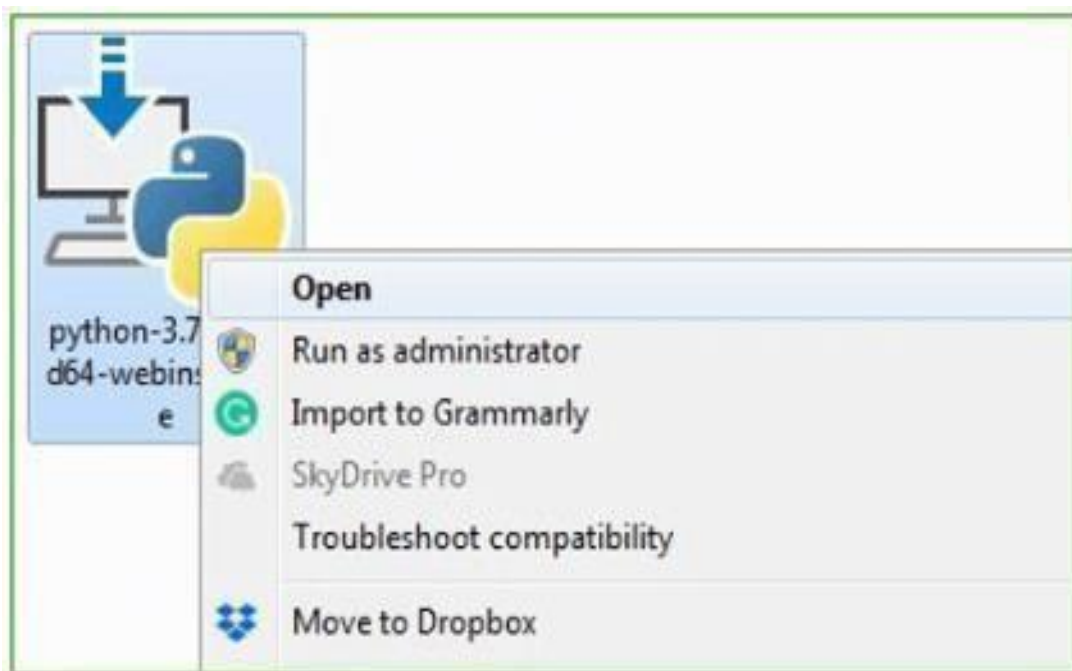 Open
python-3.7
Run as administrator
d64-webins
Import to Grammarly
e
SkyDrive Pro
Troubleshoot compatibility
Move to Dropbox